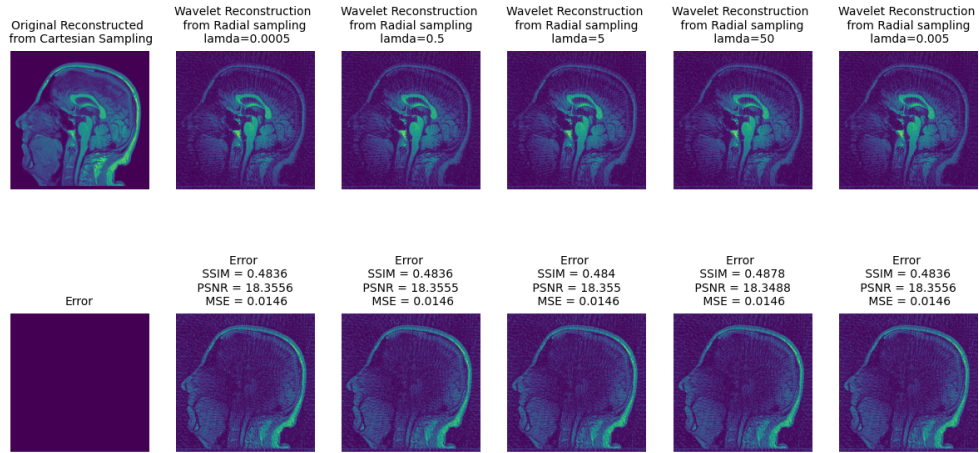 Original Reconstructed
from Cartesian Sampling
Wavelet Reconstruction
from Radial sampling
lamda=0.0005
Wavelet Reconstruction
from Radial sampling
lamda=0.5
Wavelet Reconstruction
from Radial sampling
lamda=5
Wavelet Reconstruction
from Radial sampling
lamda=50
Wavelet Reconstruction
from Radial sampling
lamda=0.005
Error
Error
SSIM = 0.4836
PSNR = 18.3556
MSE = 0.0146
Error
SSIM = 0.4836
PSNR = 18.3555
MSE = 0.0146
Error
SSIM = 0.484
PSNR = 18.355
MSE = 0.0146
Error
SSIM = 0.4878
PSNR = 18.3488
MSE = 0.0146
Error
SSIM = 0.4836
PSNR = 18.3556
MSE = 0.0146